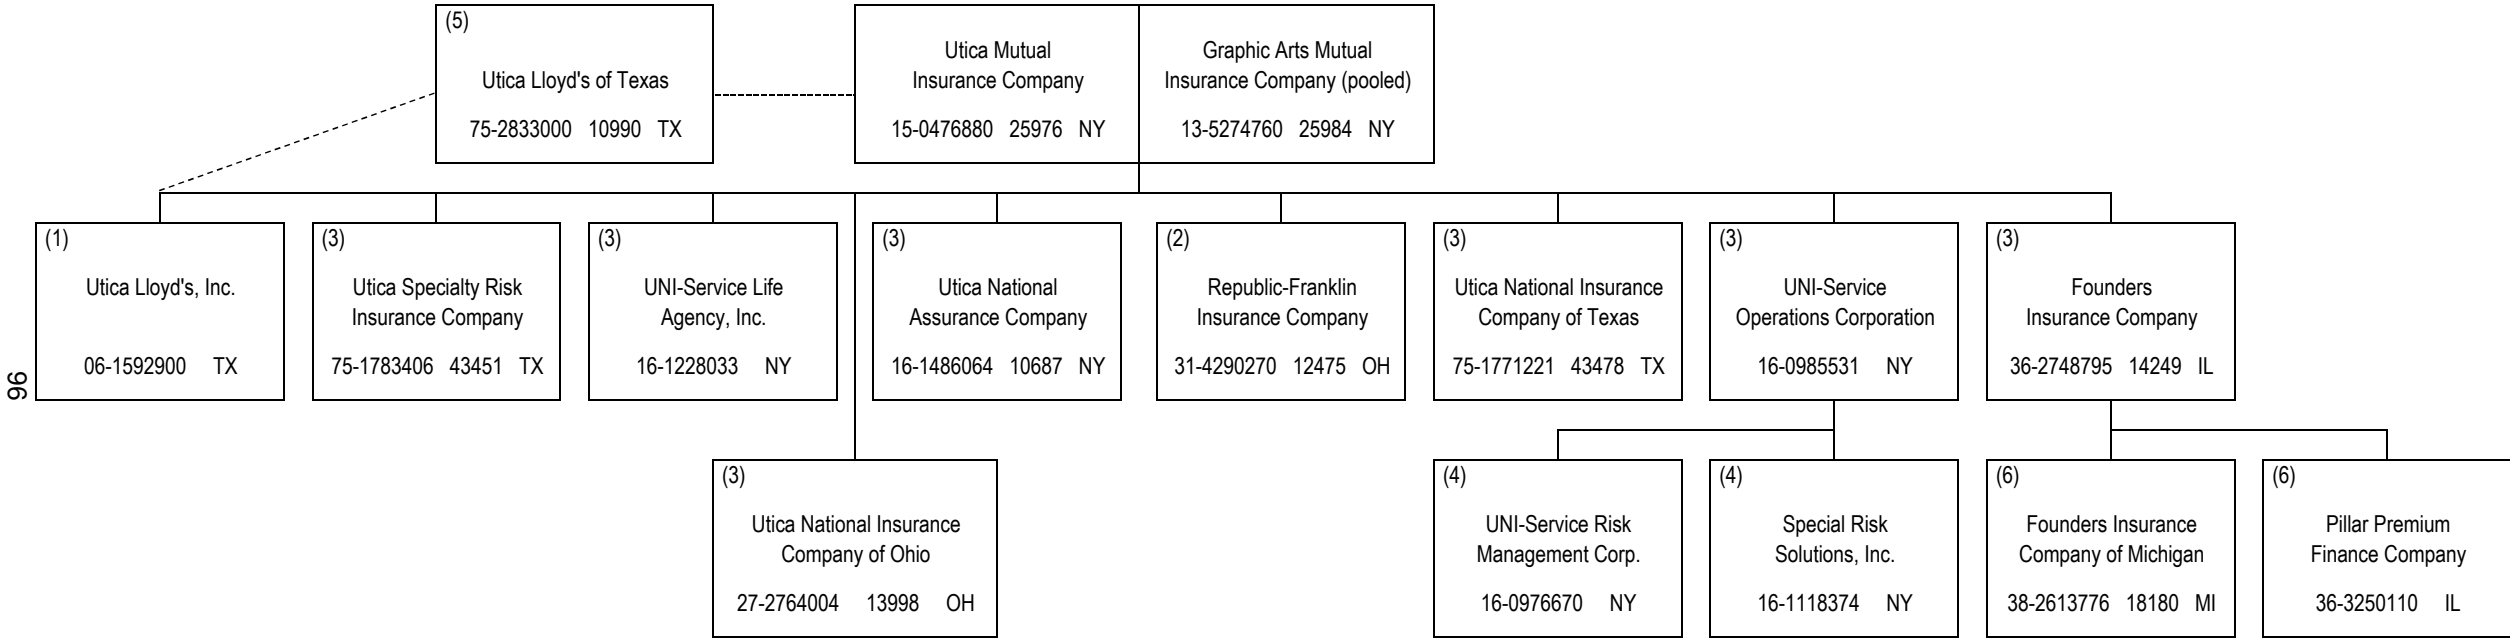 (5)
Utica Lloyd's of Texas
75-2833000 10990 TX
Utica Mutual
Insurance Company
15-0476880 25976 NY
Graphic Arts Mutual
Insurance Company (pooled)
13-5274760 25984 NY
(1)
Utica Lloyd's, Inc.
06-1592900 TX
(3)
Utica Specialty Risk
Insurance Company
75-1783406 43451 TX
(3)
UNI-Service Life
Agency, Inc.
16-1228033 NY
(3)
Utica National
Assurance Company
16-1486064 10687 NY
(2)
Republic-Franklin
Insurance Company
31-4290270 12475 OH
(3)
Utica National Insurance
Company of Texas
75-1771221 43478 TX
(3)
UNI-Service
Operations Corporation
16-0985531 NY
(3)
Founders
Insurance Company
36-2748795 14249 IL
96
(3)
Utica National Insurance
Company of Ohio
27-2764004 13998 OH
(4)
UNI-Service Risk
Management Corp.
16-0976670 NY
(4)
Special Risk
Solutions, Inc.
16-1118374 NY
(6)
Founders Insurance
Company of Michigan
38-2613776 18180 MI
(6)
Pillar Premium
Finance Company
36-3250110 IL